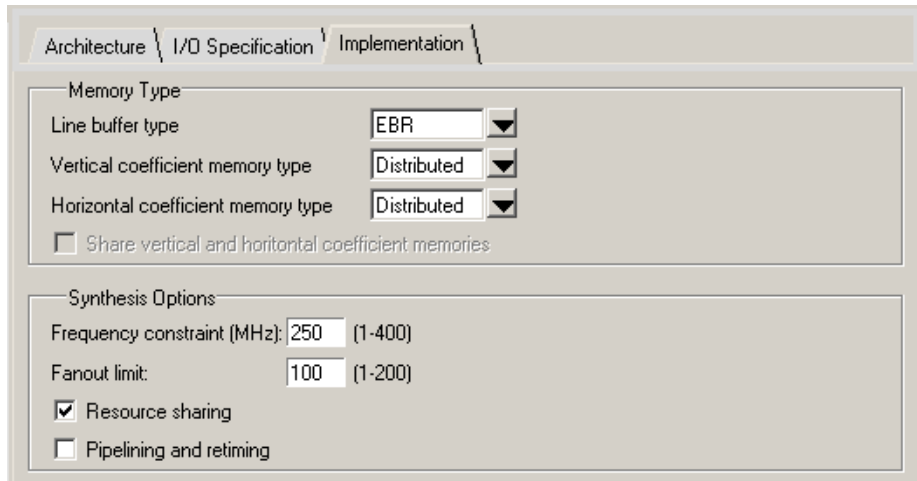 Architecture I/O Specification Implementation
Memory Type
Line buffer type EBR
Vertical coefficient memory type Distributed
Horizontal coefficient memory type Distributed
Share vertical and horitontal coefficient memories
Synthesis Options
Frequency constraint (MHz): 250 (1-400)
Fanout limit: 100 (1-200)
Resource sharing
Pipelining and retiming